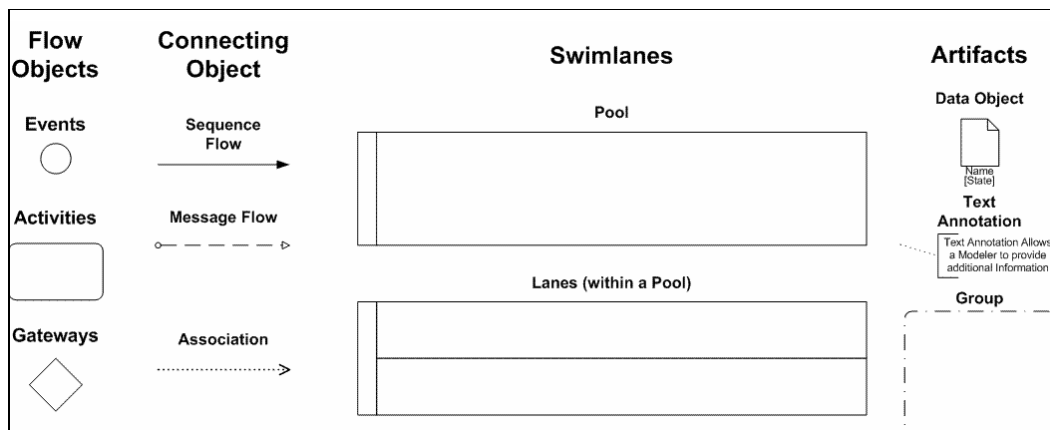 Flow
Objects
Events
Activities
Gateways
Connecting
Object
Sequence
Flow
Message Flow
Association
Swimlanes
Pool
Lanes (within a Pool)
Artifacts
Data Object
Name
[State]
Text
Annotation
Text Annotation Allows
a Modeler to provide
additional Information
Group